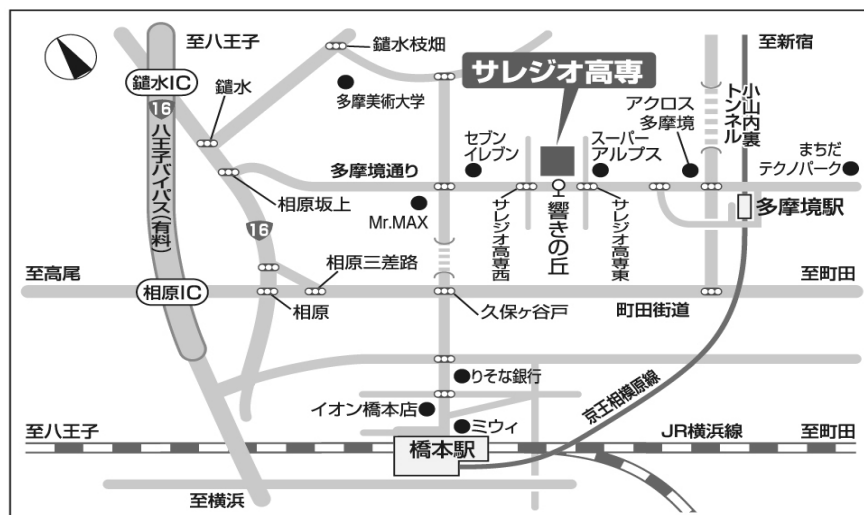 至八王子
鑓水枝畑
サレジオ高専
至新宿
鑓水IC
鑓水
多摩美術大学
アクロス
多摩境
小山内裏
トンネル
16
八王子バイパス(有料)
セブン
イレブン
スーパー
アルプス
まちだ
テクノパーク
多摩境通り
相原坂上
Mr.MAX
サレジオ高専西
響きの丘
サレジオ高専東
多摩境駅
16
至高尾
相原三差路
至町田
相原IC
相原
久保ヶ谷戸
町田街道
りそな銀行
イオン橋本店
京王相模原線
至八王子
ミウィ
JR横浜線
至町田
橋本駅
至横浜